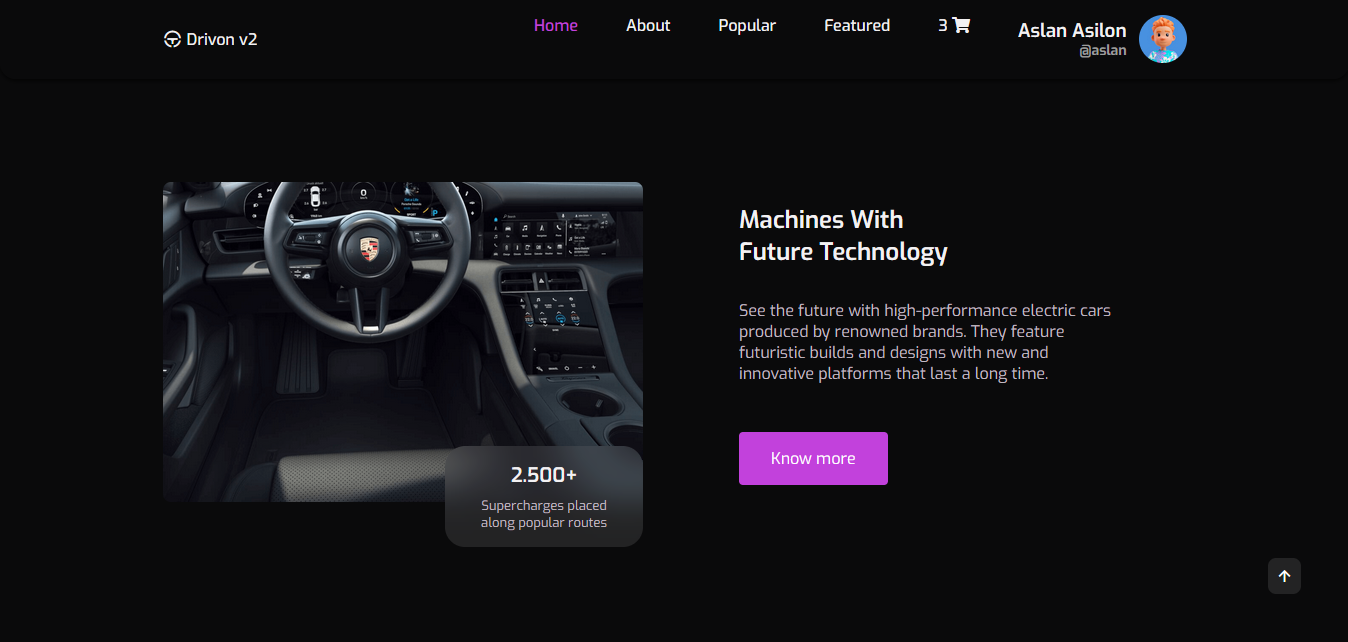 Drivon v2
Home
About
Popular
Featured
3
Aslan Asilon
@aslan
Machines With
Future Technology
See the future with high-performance electric cars
produced by renowned brands. They feature
futuristic builds and designs with new and
innovative platforms that last a long time.
Know more
2.500+
Supercharges placed
along popular routes